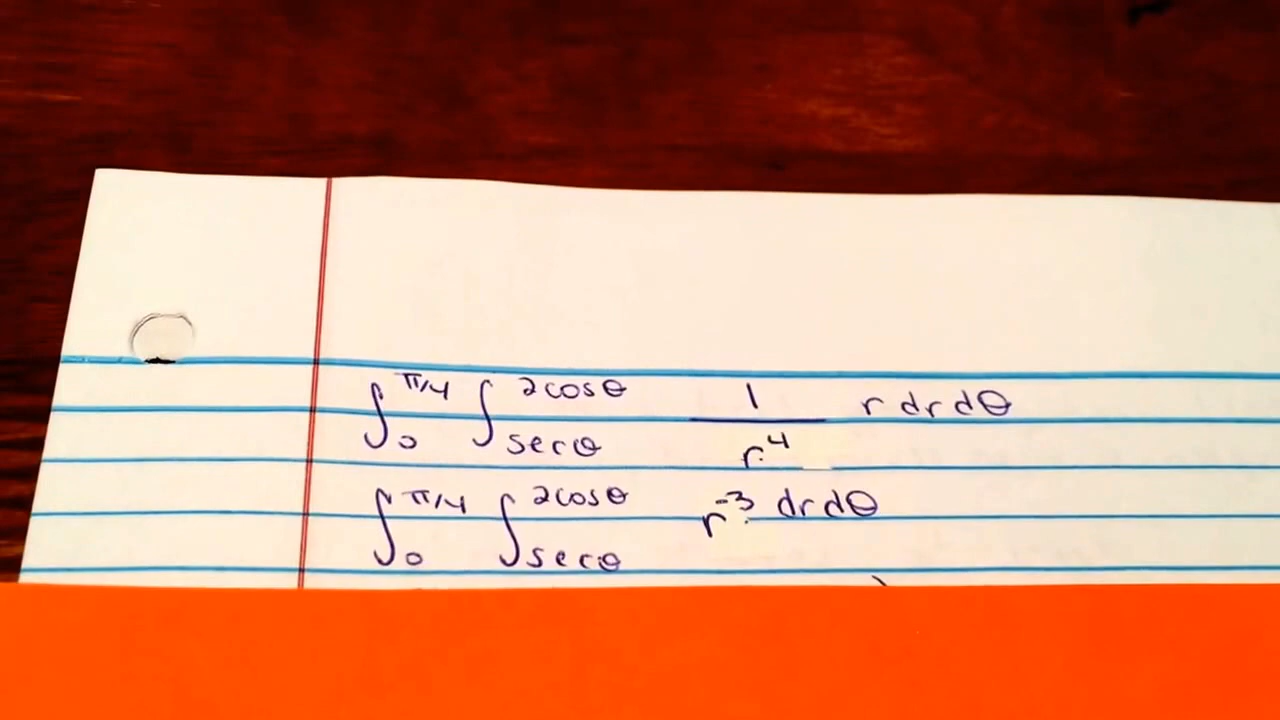 ∫₀^π/4 ∫_secθ^2cosθ 1/r⁴ r dr dθ
∫₀^π/4 ∫_secθ^2cosθ r⁻³ dr dθ